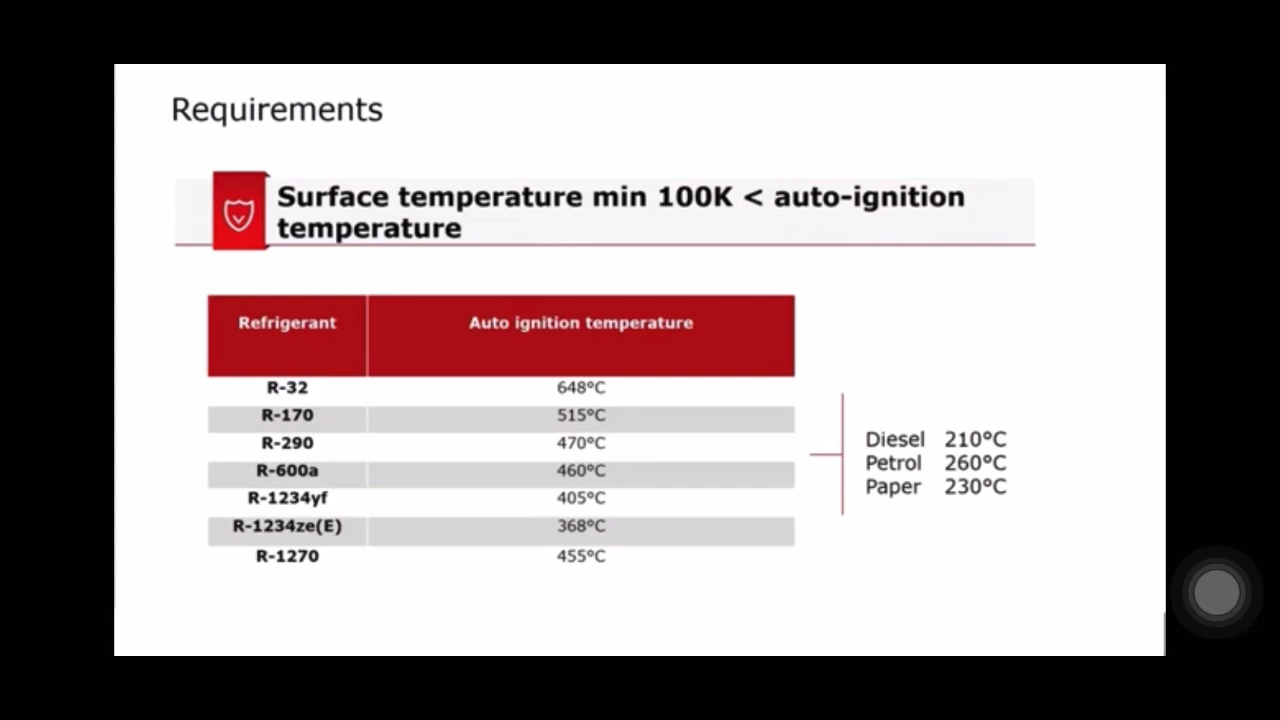 Requirements
Surface temperature min 100K < auto-ignition
temperature
Refrigerant Auto ignition temperature
R-32 648°C
R-170 515°C
R-290 470°C
R-600a 460°C
R-1234yf 405°C
R-1234ze(E) 368°C
R-1270 455°C
Diesel 210°C
Petrol 260°C
Paper 230°C